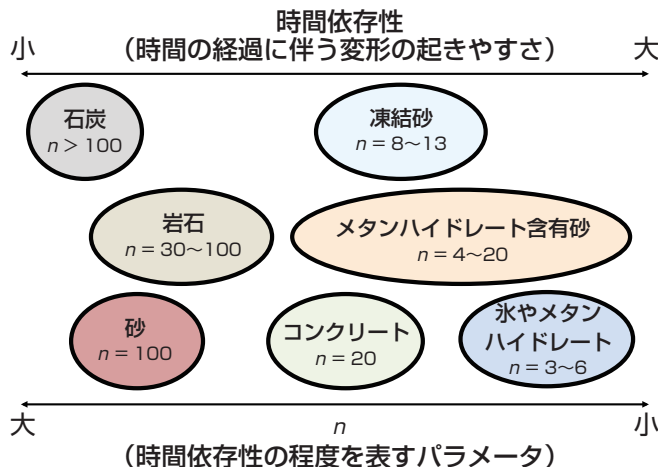 時間依存性
小 （時間の経過に伴う変形の起きやすさ） 大
石炭
n > 100
凍結砂
n = 8〜13
岩石
n = 30〜100
メタンハイドレート含有砂
n = 4〜20
砂
n = 100
コンクリート
n = 20
氷やメタン
ハイドレート
n = 3〜6
大 n 小
（時間依存性の程度を表すパラメータ）